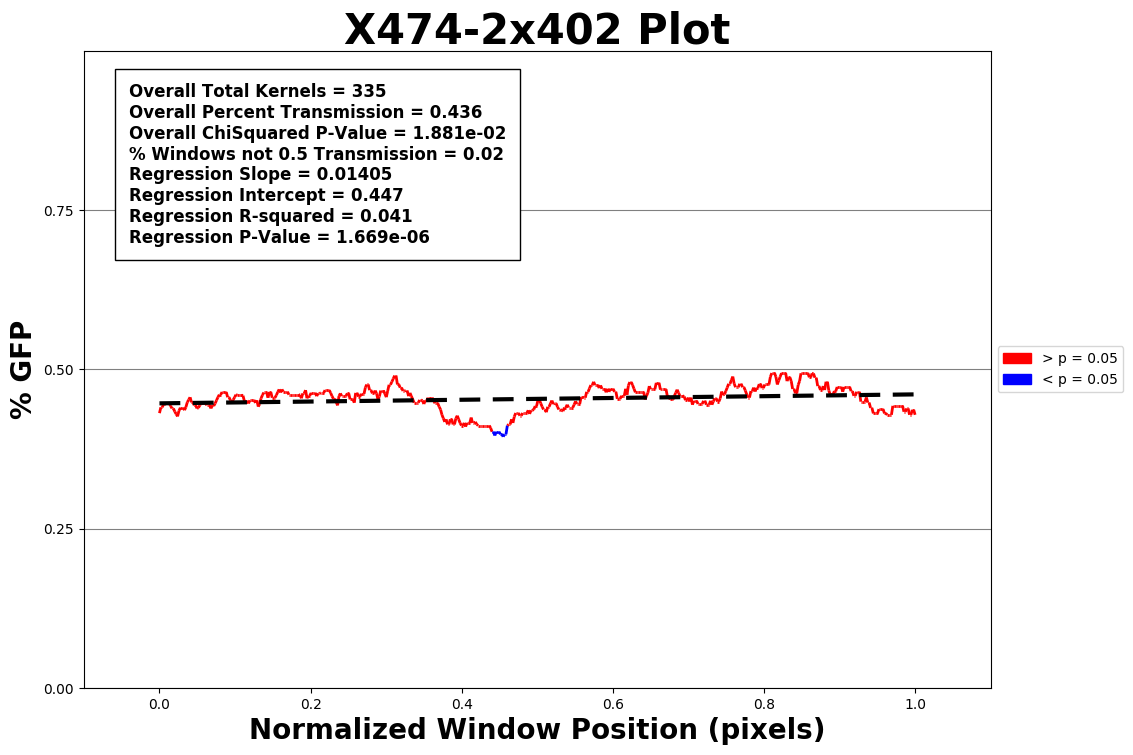 X474-2x402 Plot
Overall Total Kernels = 335
Overall Percent Transmission = 0.436
Overall ChiSquared P-Value = 1.881e-02
% Windows not 0.5 Transmission = 0.02
Regression Slope = 0.01405
Regression Intercept = 0.447
Regression R-squared = 0.041
Regression P-Value = 1.669e-06
% GFP
0.75
0.50
0.25
0.00
> p = 0.05
< p = 0.05
0.0 0.2 0.4 0.6 0.8 1.0
Normalized Window Position (pixels)